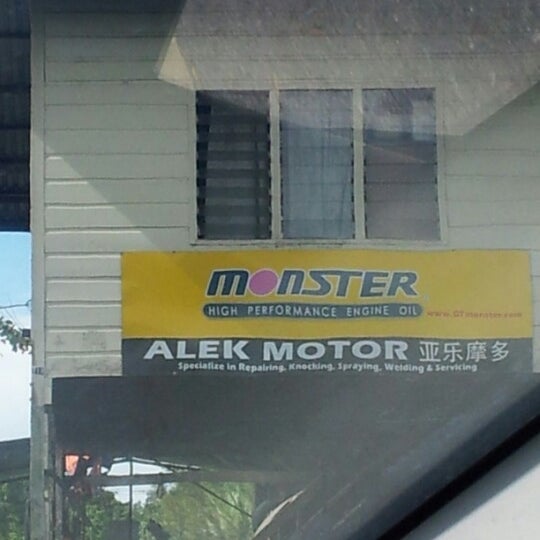 MONSTER
HIGH PERFORMANCE ENGINE OIL
www.GTmonster.com
ALEK MOTOR 亚乐摩多
Specialize in Repairing, Knocking, Spraying, Welding & Servicing